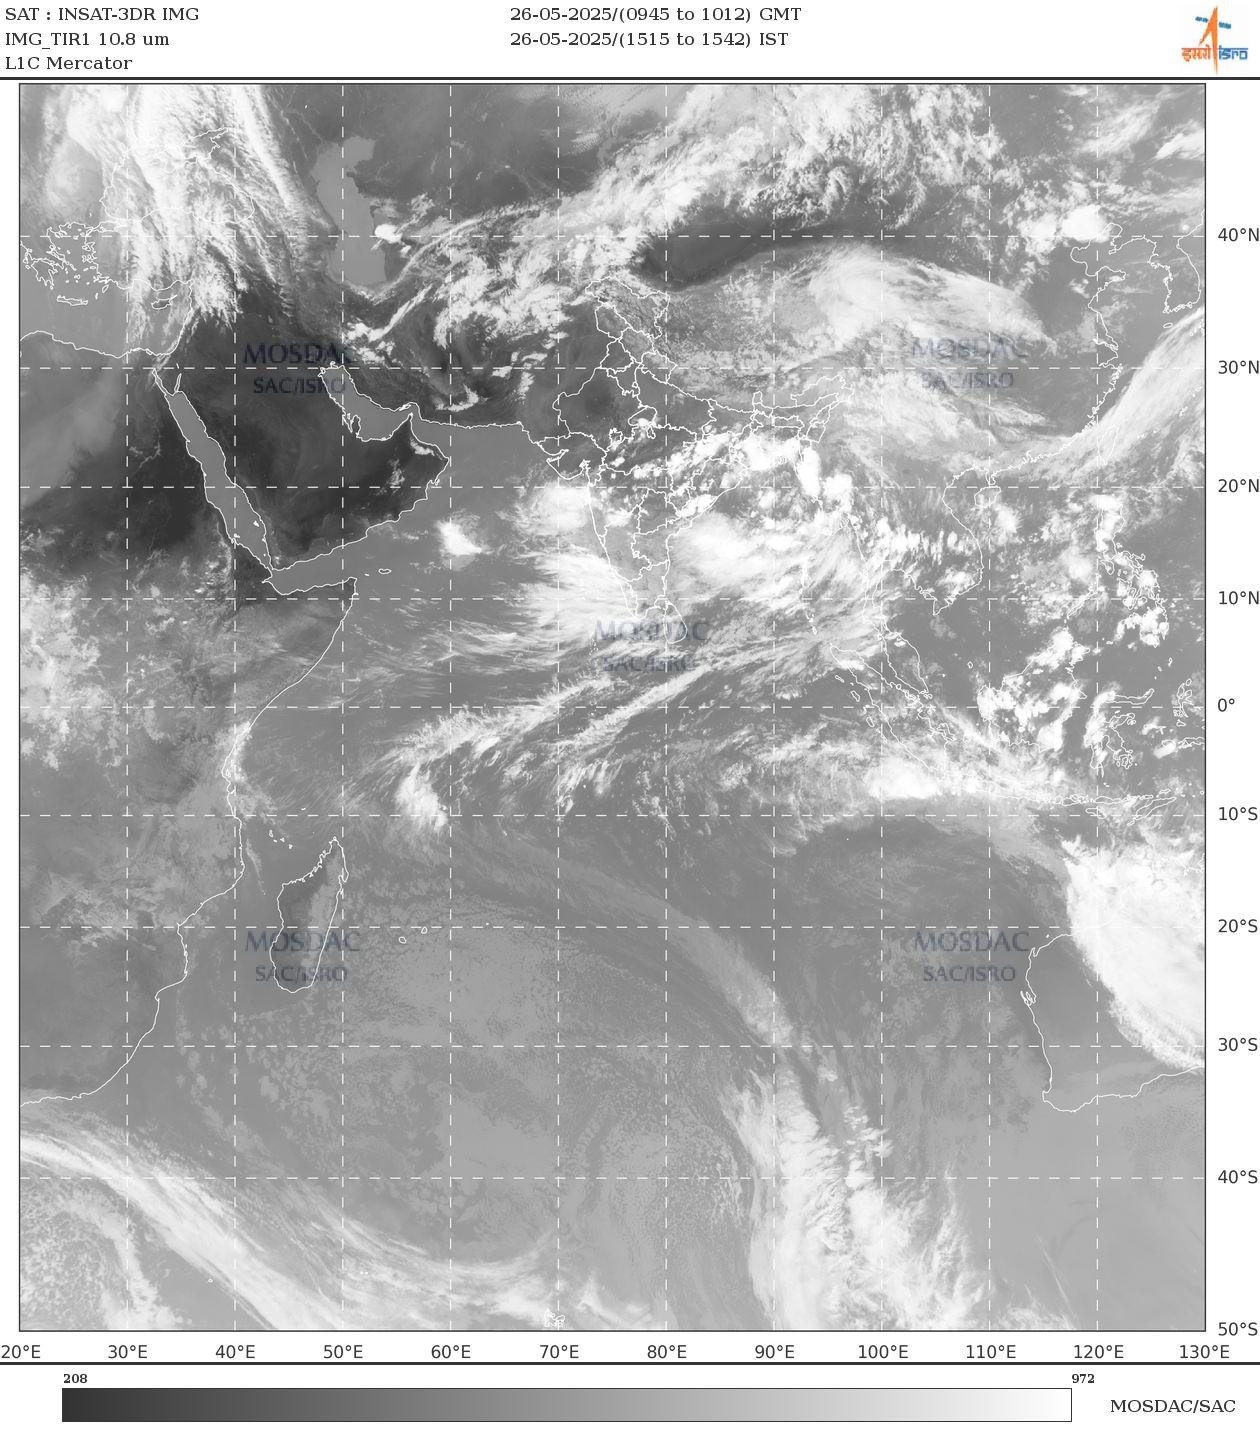 SAT : INSAT-3DR IMG
26-05-2025/(0945 to 1012) GMT
IMG_TIR1 10.8 um
26-05-2025/(1515 to 1542) IST
L1C Mercator
इसरो isro
40°N
MOSDAC
SAC/ISRO
MOSDAC
SAC/ISRO
30°N
20°N
10°N
MOSDAC
SAC/ISRO
0°
10°S
20°S
MOSDAC
SAC/ISRO
MOSDAC
SAC/ISRO
30°S
40°S
50°S
20°E 30°E 40°E 50°E 60°E 70°E 80°E 90°E 100°E 110°E 120°E 130°E
208
972
MOSDAC/SAC